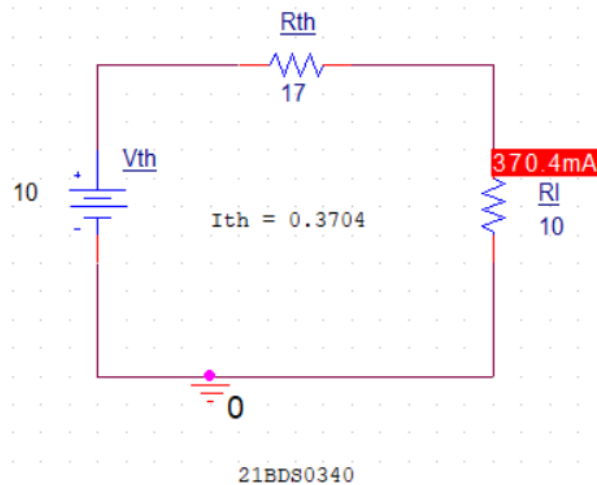 Rth
17
370.4mA
+
Vth
10
Rl
Ith = 0.3704
10
-
0
21BDS0340